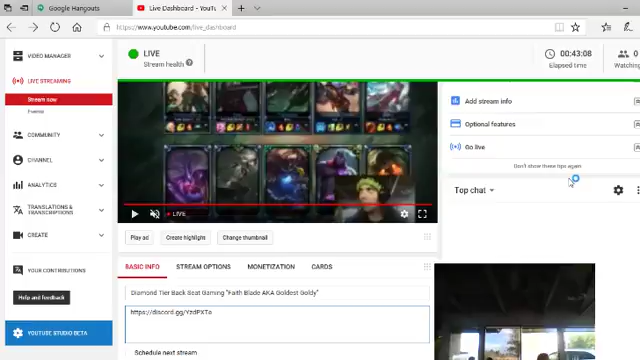 Google Hangouts
Live Dashboard - YouTu
https://www.youtube.com/live_dashboard
VIDEO MANAGER
LIVE
Stream health
00:43:08
Elapsed time
0
Watching
LIVE STREAMING
Stream now
Events
COMMUNITY
CHANNEL
ANALYTICS
TRANSLATIONS &
TRANSCRIPTIONS
CREATE
YOUR CONTRIBUTIONS
Help and feedback
YOUTUBE STUDIO BETA
LIVE
Play ad
Create highlight
Change thumbnail
BASIC INFO
STREAM OPTIONS
MONETIZATION
CARDS
Diamond Tier Back Seat Gaming "Faith Blade AKA Goldest Goldy"
https://discord.gg/YzdPXTe
Schedule next stream
Add stream info
Optional features
Go live
Don't show these tips again
Top chat